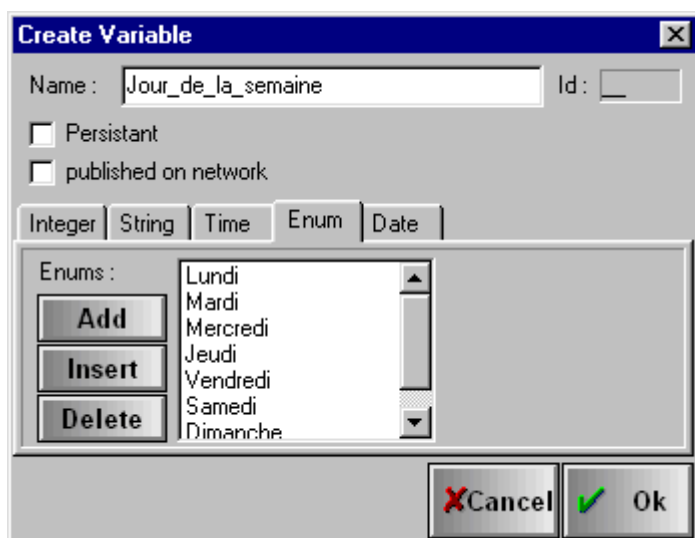 Create Variable
Name : Jour_de_la_semaine Id : __
Persistant
published on network
Integer String Time Enum Date
Enums :
Lundi
Mardi
Mercredi
Jeudi
Vendredi
Samedi
Dimanche
Add
Insert
Delete
Cancel Ok